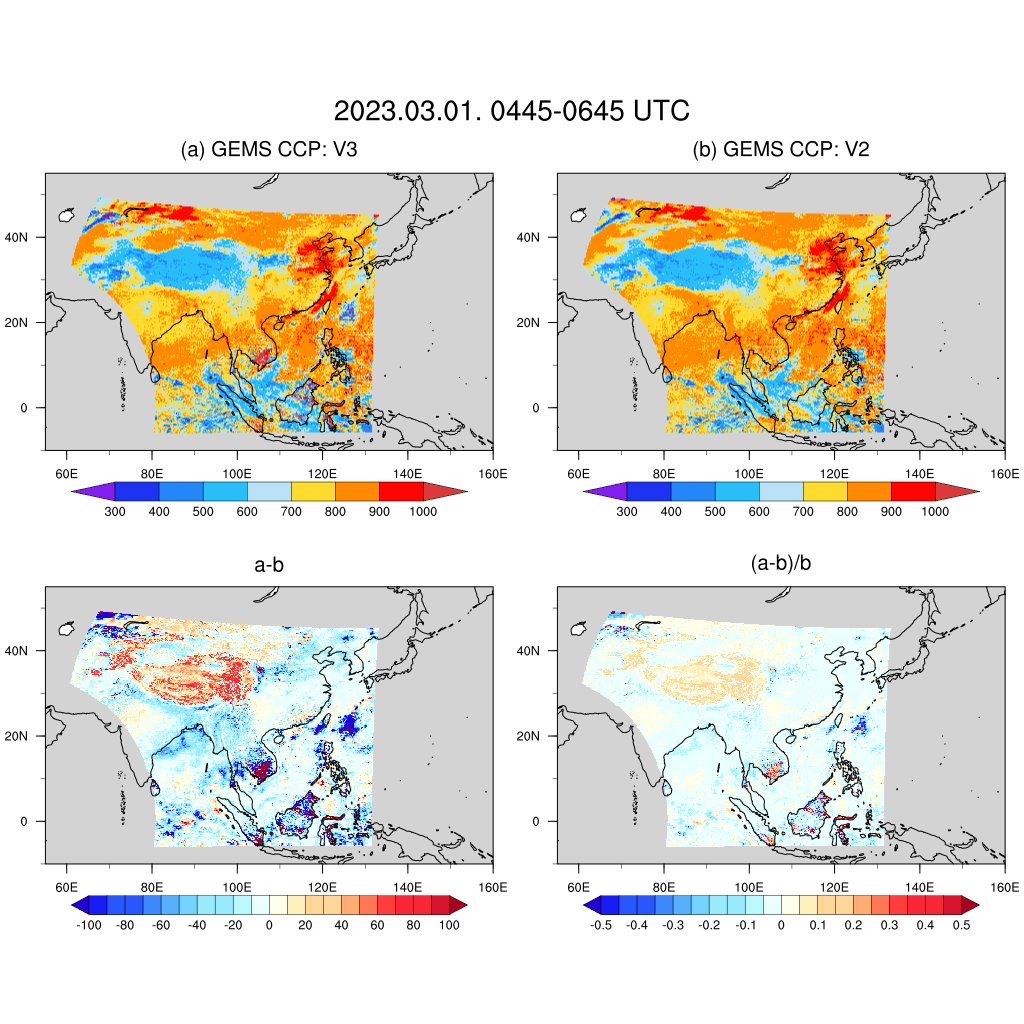 2023.03.01. 0445-0645 UTC
(a) GEMS CCP: V3
(b) GEMS CCP: V2
40N
20N
0
60E 80E 100E 120E 140E 160E
300 400 500 600 700 800 900 1000
40N
20N
0
60E 80E 100E 120E 140E 160E
300 400 500 600 700 800 900 1000
a-b
(a-b)/b
40N
20N
0
60E 80E 100E 120E 140E 160E
-100 -80 -60 -40 -20 0 20 40 60 80 100
40N
20N
0
60E 80E 100E 120E 140E 160E
-0.5 -0.4 -0.3 -0.2 -0.1 0 0.1 0.2 0.3 0.4 0.5